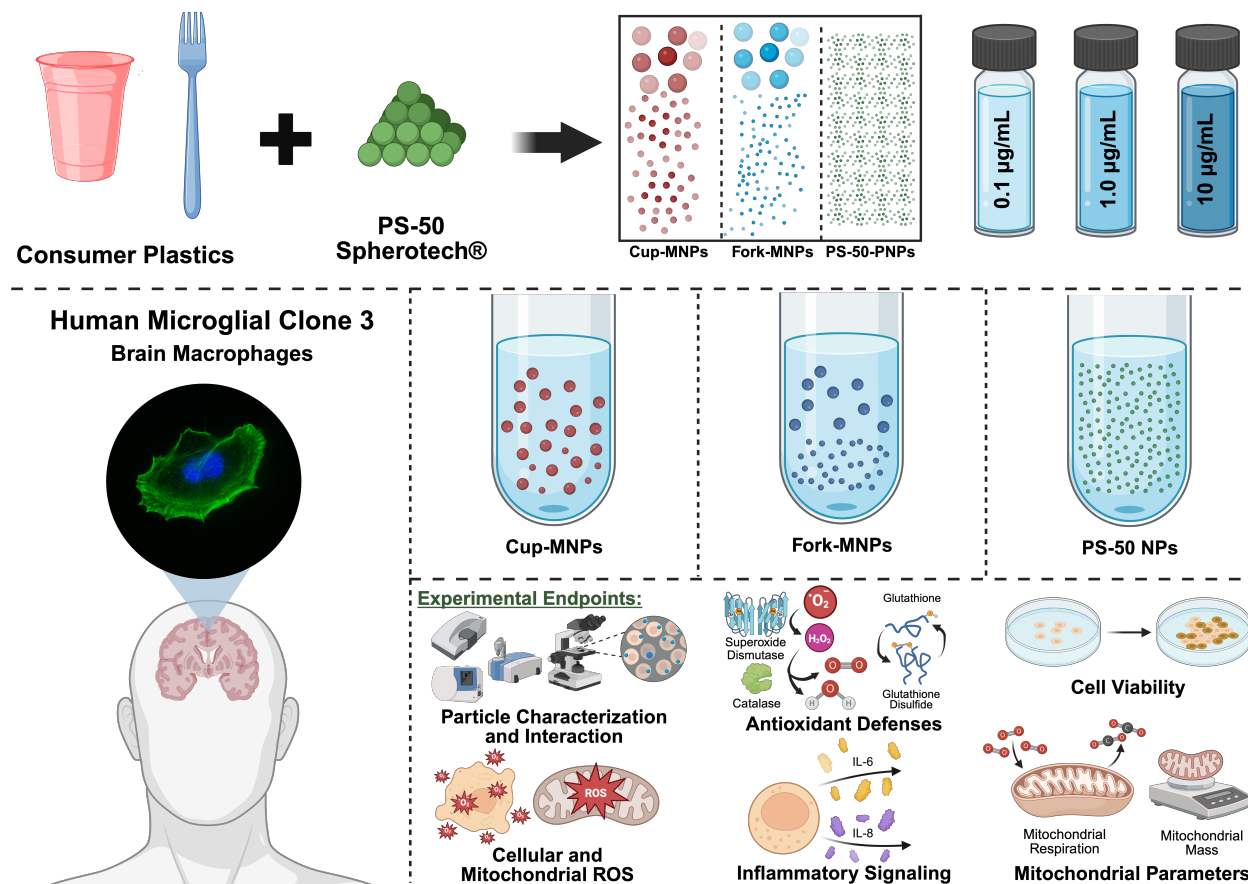 Consumer Plastics
PS-50
Spherotech®
Cup-MNPs
Fork-MNPs
PS-50-PNPs
0.1 µg/mL
1.0 µg/mL
10 µg/mL
Human Microglial Clone 3
Brain Macrophages
Cup-MNPs
Fork-MNPs
PS-50 NPs
Experimental Endpoints:
Particle Characterization
and Interaction
Superoxide
Dismutase
Catalase
•O₂⁻
H₂O₂
O O
O
H H
Glutathione
Glutathione
Disulfide
Antioxidant Defenses
Cell Viability
ROS
Cellular and
Mitochondrial ROS
IL-6
IL-8
Inflammatory Signaling
Mitochondrial
Respiration
Mitochondrial
Mass
Mitochondrial Parameters